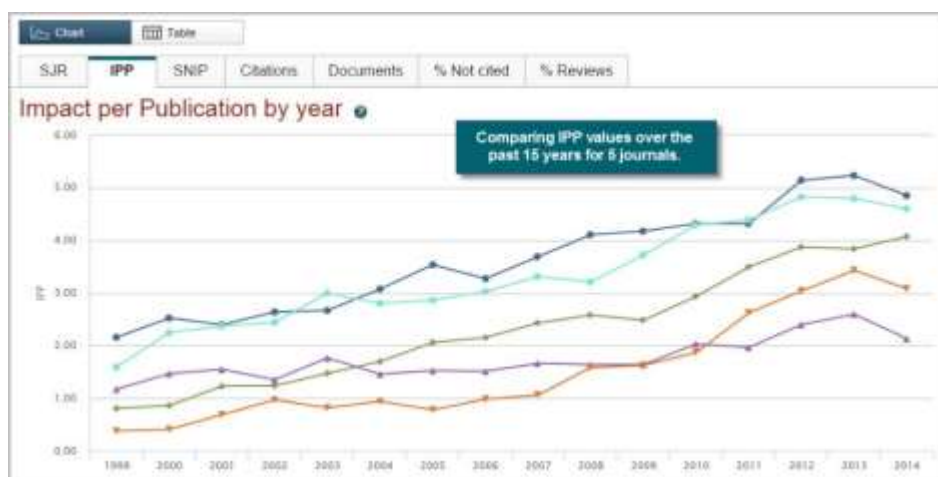 Chart Table
SJR IPP SNIP Citations Documents % Not cited % Reviews
Impact per Publication by year
Comparing IPP values over the
past 15 years for 5 journals.
6.00
5.00
4.00
3.00
2.00
1.00
0.00
IPP
1999 2000 2001 2002 2003 2004 2005 2006 2007 2008 2009 2010 2011 2012 2013 2014